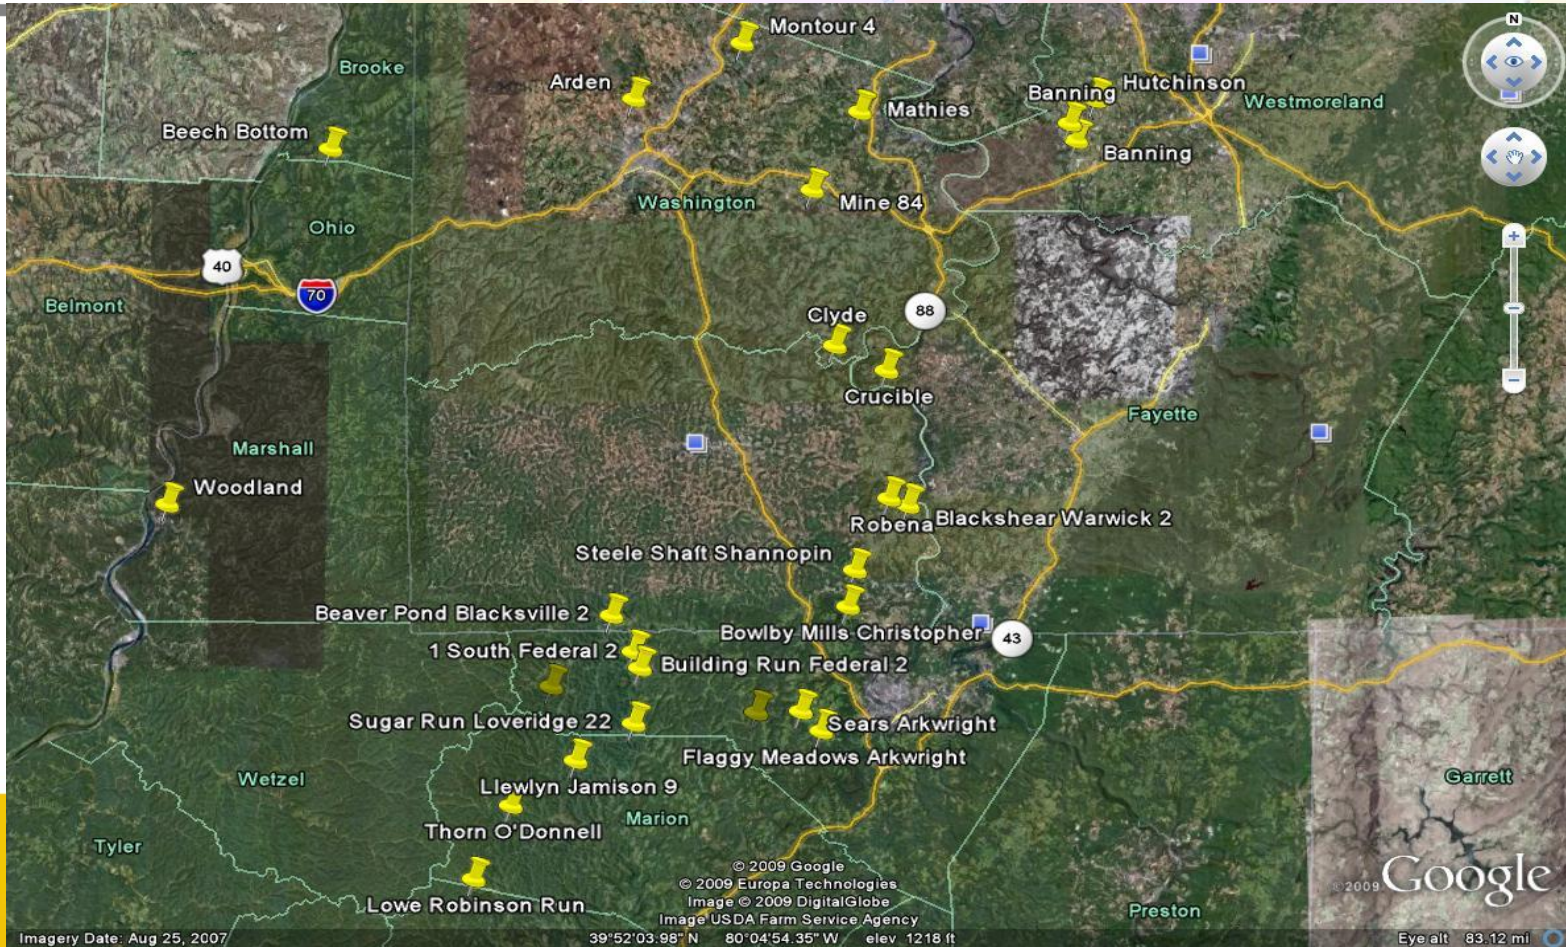 N
Montour 4
Brooke
Arden
Hutchinson
Banning
Westmoreland
Mathies
Beech Bottom
Banning
Washington
Mine 84
Ohio
40
70
Belmont
88
Clyde
Crucible
Fayette
Marshall
Woodland
Robena
Blackshear Warwick 2
Steele Shaft Shannopin
Beaver Pond Blacksville 2
Bowlby Mills Christopher
43
1 South Federal 2
Building Run Federal 2
Sugar Run Loveridge 22
Sears Arkwright
Flaggy Meadows Arkwright
Wetzel
Garrett
Llewlyn Jamison 9
Marion
Thorn O'Donnell
Tyler
© 2009 Google
© 2009 Europa Technologies
Image © 2009 DigitalGlobe
Image USDA Farm Service Agency
©2009 Google
Lowe Robinson Run
Preston
Imagery Date: Aug 25, 2007
39°52'03.98" N 80°04'54.35" W elev 1218 ft
Eye alt 83.12 mi